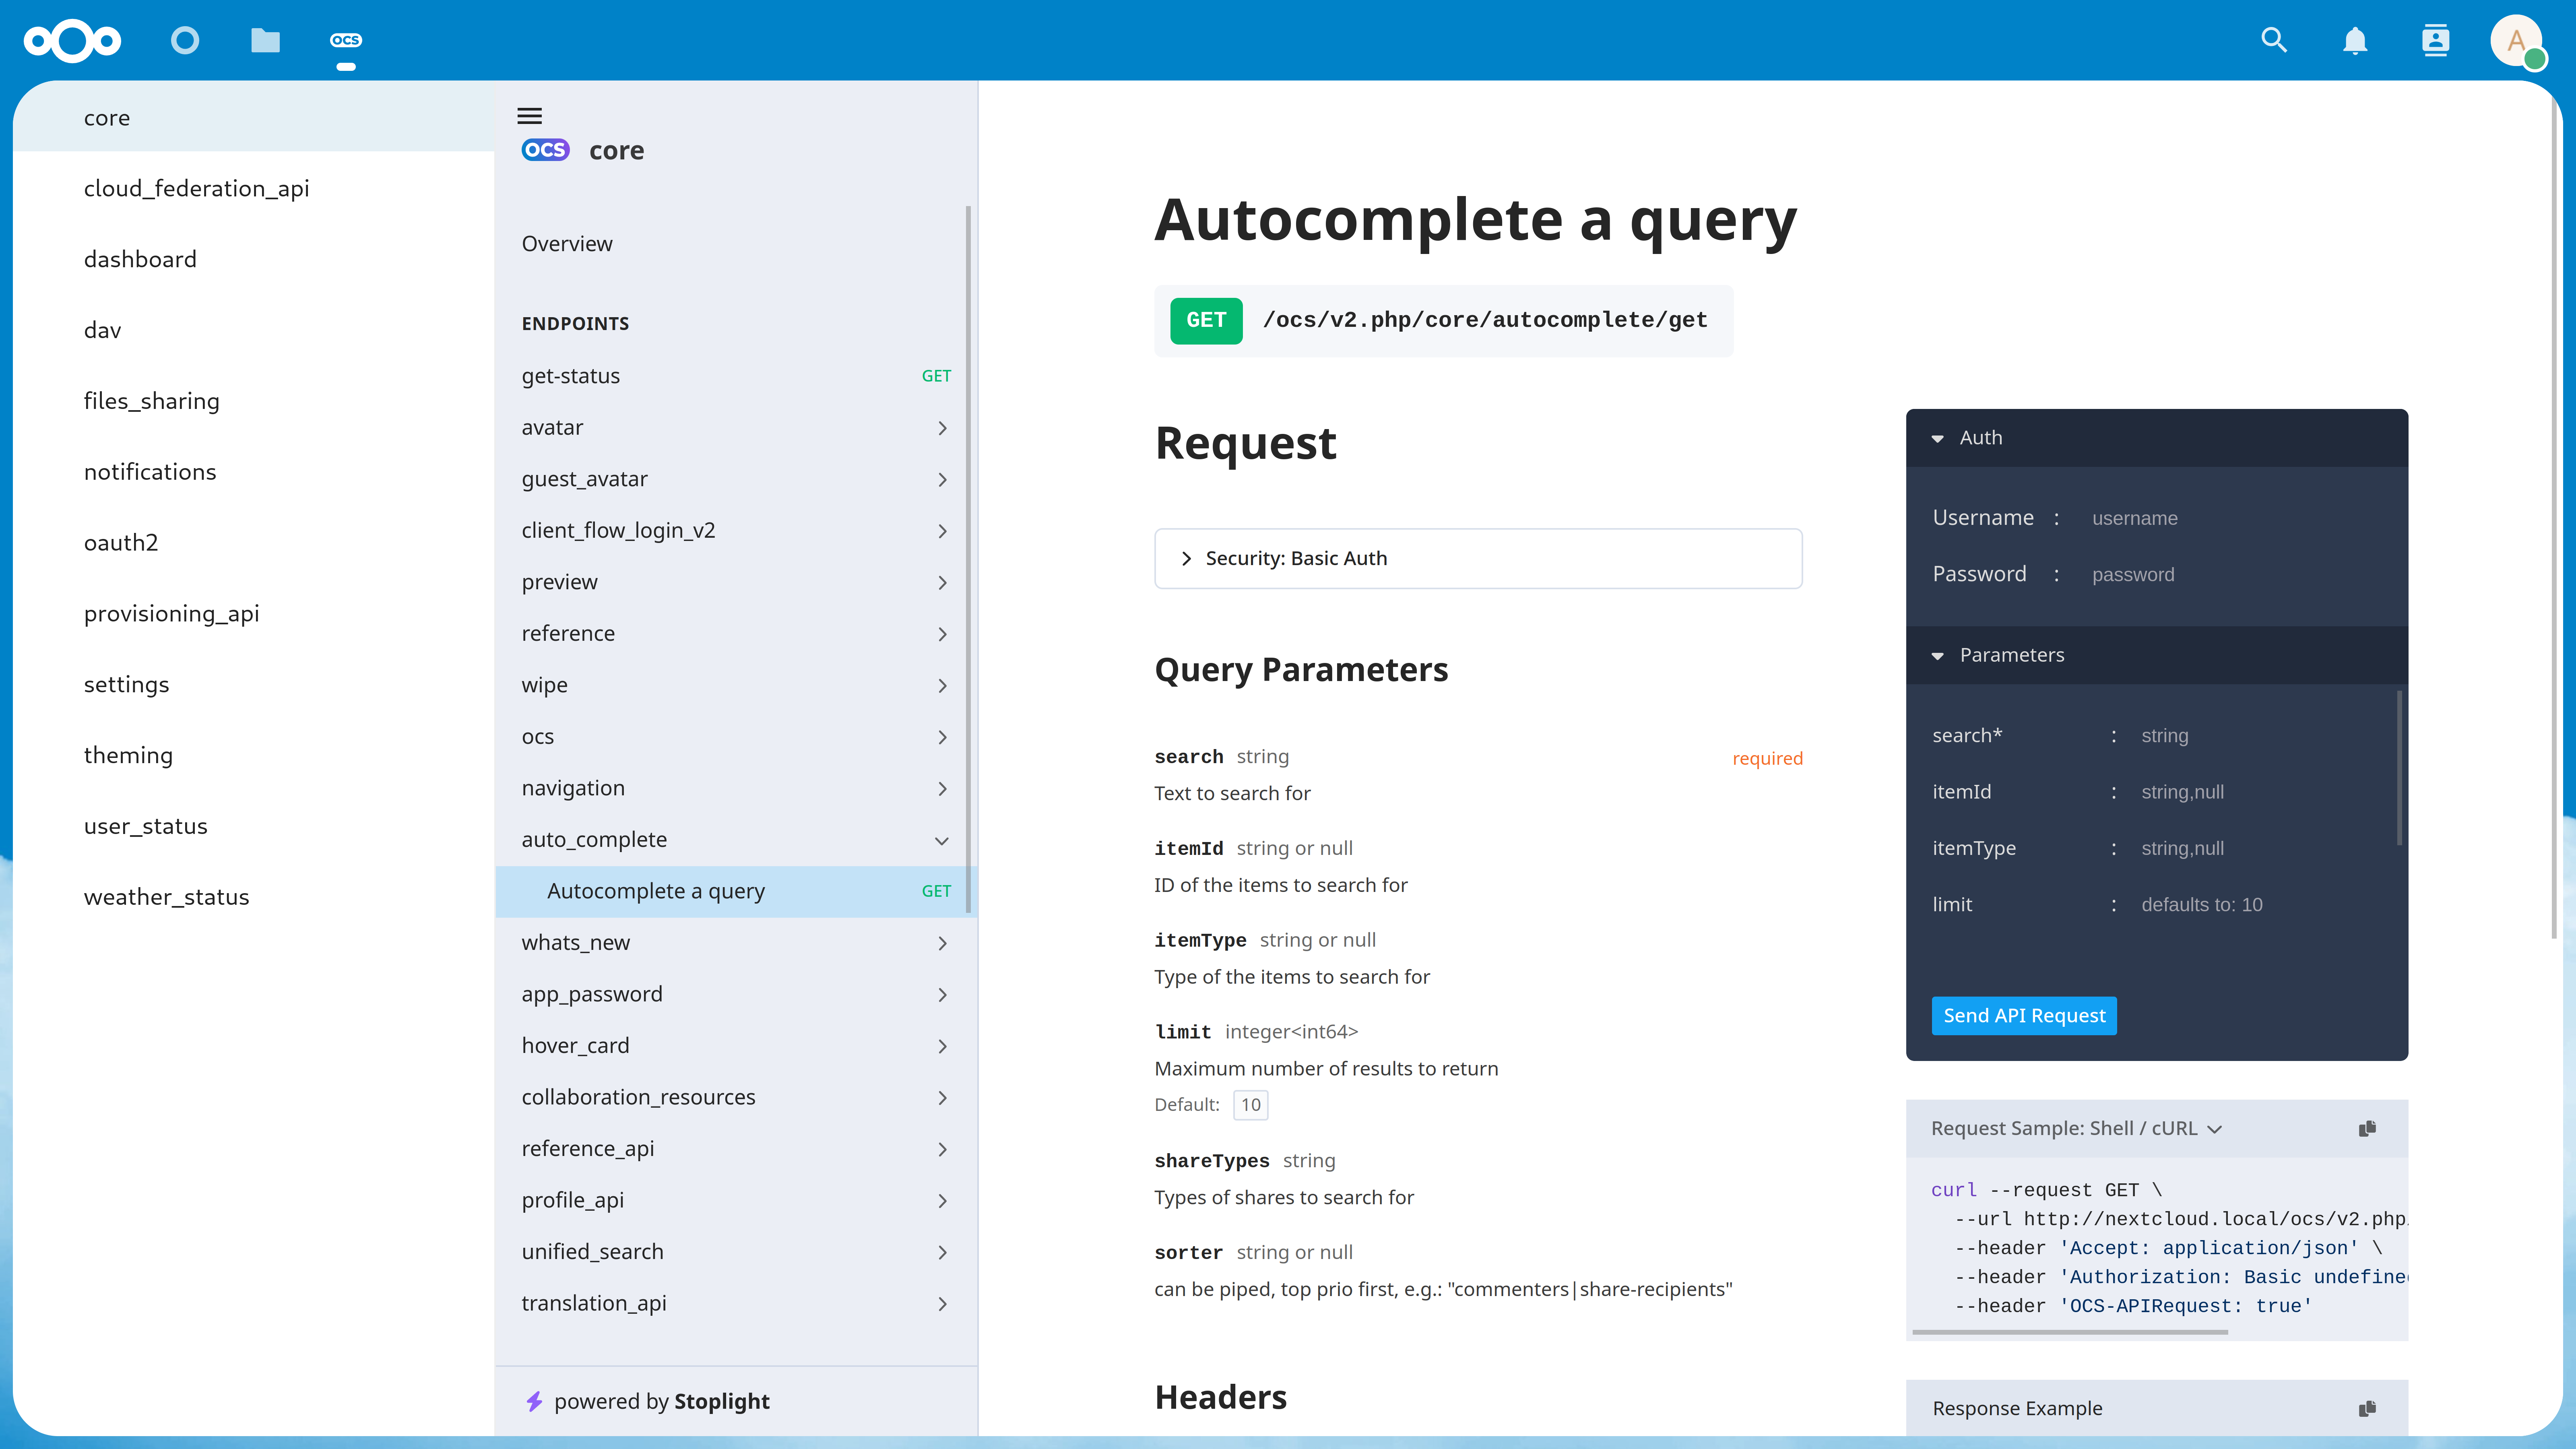 ocs
A
core
cloud_federation_api
dashboard
dav
files_sharing
notifications
oauth2
provisioning_api
settings
theming
user_status
weather_status
OCS core
Overview
ENDPOINTS
get-status GET
avatar
guest_avatar
client_flow_login_v2
preview
reference
wipe
ocs
navigation
auto_complete
Autocomplete a query GET
whats_new
app_password
hover_card
collaboration_resources
reference_api
profile_api
unified_search
translation_api
powered by Stoplight
Autocomplete a query
GET /ocs/v2.php/core/autocomplete/get
Request
Security: Basic Auth
Query Parameters
search string required
Text to search for
itemId string or null
ID of the items to search for
itemType string or null
Type of the items to search for
limit integer<int64>
Maximum number of results to return
Default: 10
shareTypes string
Types of shares to search for
sorter string or null
can be piped, top prio first, e.g.: "commenters|share-recipients"
Headers
Auth
Username : username
Password : password
Parameters
search* : string
itemId : string,null
itemType : string,null
limit : defaults to: 10
Send API Request
Request Sample: Shell / cURL
curl --request GET \
--url http://nextcloud.local/ocs/v2.php
--header 'Accept: application/json' \
--header 'Authorization: Basic undefined
--header 'OCS-APIRequest: true'
Response Example